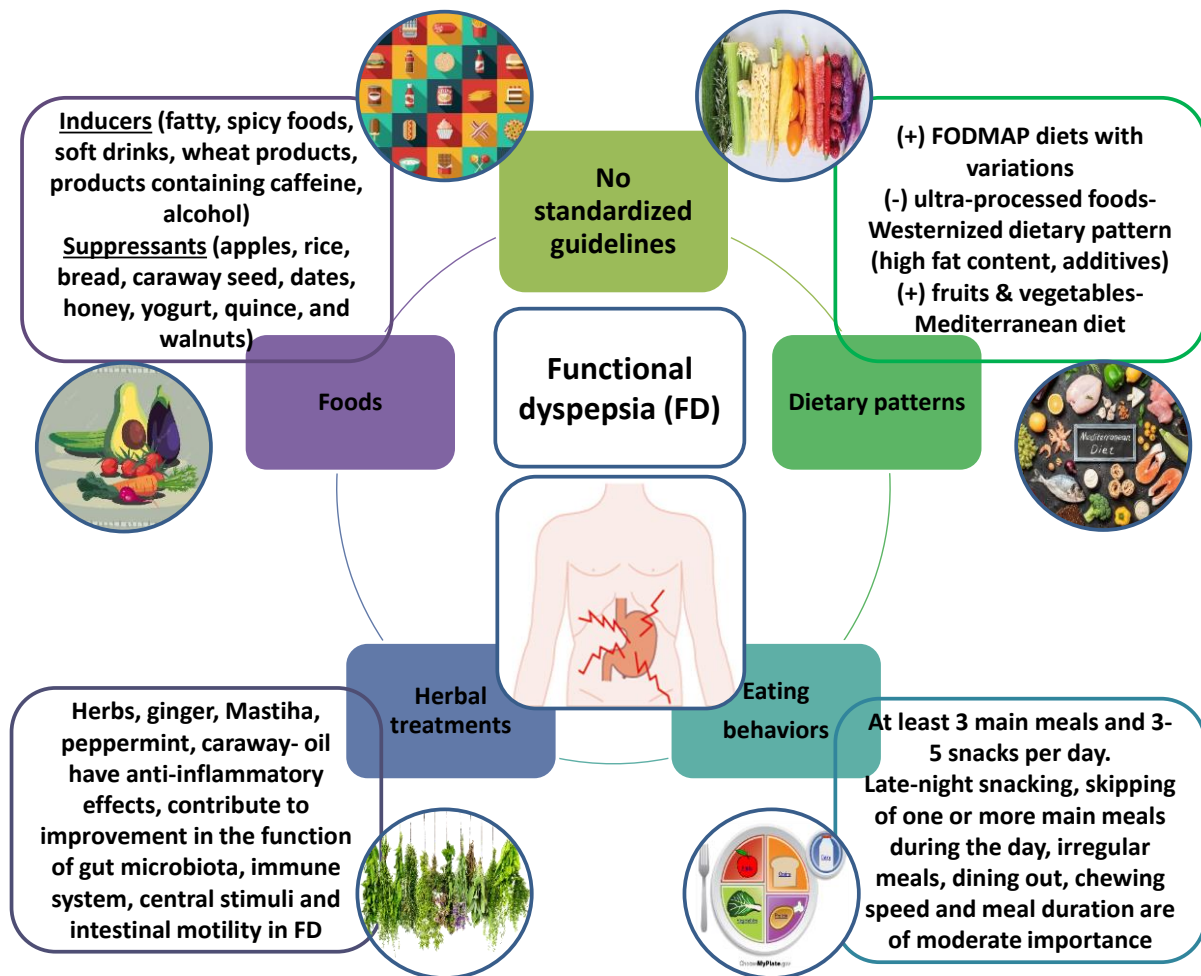 Inducers (fatty, spicy foods,
soft drinks, wheat products,
products containing caffeine,
alcohol)
Suppressants (apples, rice,
bread, caraway seed, dates,
honey, yogurt, quince, and
walnuts)
No
standardized
guidelines
(+) FODMAP diets with
variations
(-) ultra-processed foods-
Westernized dietary pattern
(high fat content, additives)
(+) fruits & vegetables-
Mediterranean diet
Foods
Functional
dyspepsia (FD)
Dietary patterns
Mediterranean
Diet
Herbal
treatments
Eating
behaviors
Herbs, ginger, Mastiha,
peppermint, caraway- oil
have anti-inflammatory
effects, contribute to
improvement in the function
of gut microbiota, immune
system, central stimuli and
intestinal motility in FD
At least 3 main meals and 3-
5 snacks per day.
Late-night snacking, skipping
of one or more main meals
during the day, irregular
meals, dining out, chewing
speed and meal duration are
of moderate importance
ChooseMyPlate.gov